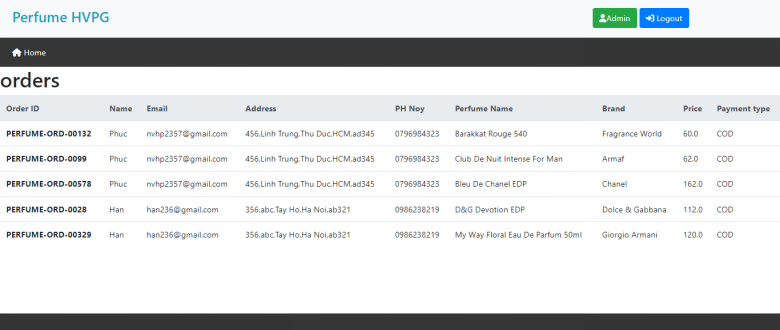 Perfume HVPG
Admin Logout
Home
orders
Order ID Name Email Address PH Noy Perfume Name Brand Price Payment type
PERFUME-ORD-00132 Phuc nvhp2357@gmail.com 456,Linh Trung,Thu Duc,HCM,ad345 0796984323 Barakkat Rouge 540 Fragrance World 60.0 COD
PERFUME-ORD-0099 Phuc nvhp2357@gmail.com 456,Linh Trung,Thu Duc,HCM,ad345 0796984323 Club De Nuit Intense For Man Armaf 62.0 COD
PERFUME-ORD-00578 Phuc nvhp2357@gmail.com 456,Linh Trung,Thu Duc,HCM,ad345 0796984323 Bleu De Chanel EDP Chanel 162.0 COD
PERFUME-ORD-0028 Han han236@gmail.com 356,abc,Tay Ho,Ha Noi,ab321 0986238219 D&G Devotion EDP Dolce & Gabbana 112.0 COD
PERFUME-ORD-00329 Han han236@gmail.com 356,abc,Tay Ho,Ha Noi,ab321 0986238219 My Way Floral Eau De Parfum 50ml Giorgio Armani 120.0 COD